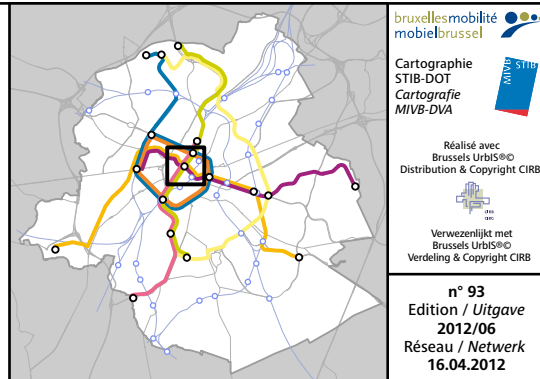 bruxellesmobilité
mobielbrussel
Cartographie
STIB-DOT
Cartografie
MIVB-DVA
MIVB STIB
Réalisé avec
Brussels UrbIS®©
Distribution & Copyright CIRB
Verwezenlijkt met
Brussels UrbIS®©
Verdeling & Copyright CIRB
n° 93
Edition / Uitgave
2012/06
Réseau / Netwerk
16.04.2012